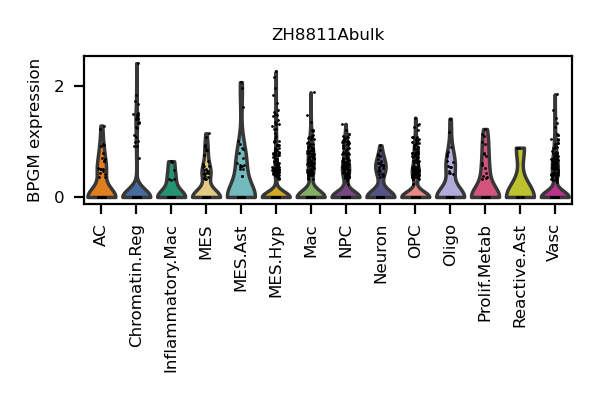 ZH8811Abulk
BPGM expression
2
0
AC
Chromatin.Reg
Inflammatory.Mac
MES
MES.Ast
MES.Hyp
Mac
NPC
Neuron
OPC
Oligo
Prolif.Metab
Reactive.Ast
Vasc